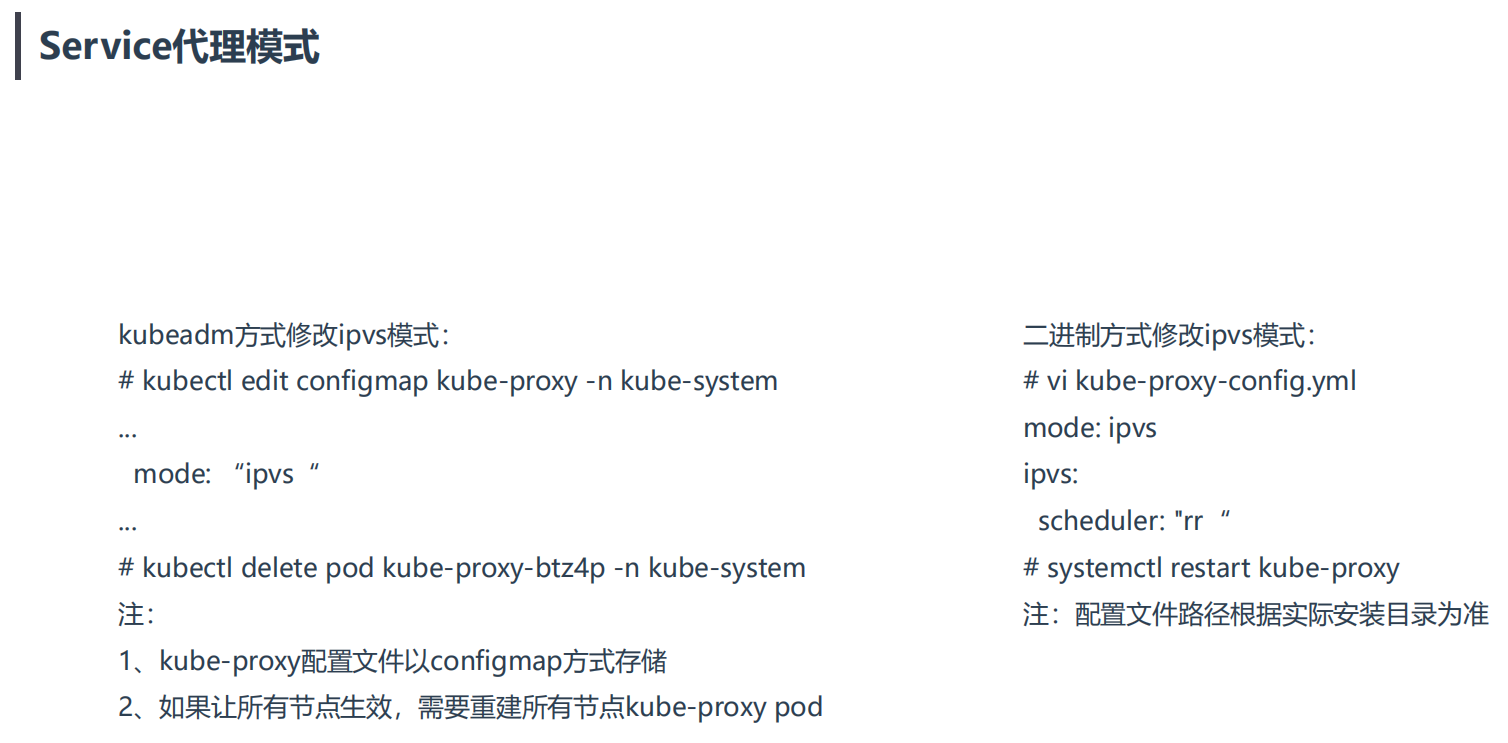 Service代理模式
kubeadm方式修改ipvs模式：
# kubectl edit configmap kube-proxy -n kube-system
...
mode: “ipvs“
...
# kubectl delete pod kube-proxy-btz4p -n kube-system
注：
1、kube-proxy配置文件以configmap方式存储
2、如果让所有节点生效，需要重建所有节点kube-proxy pod
二进制方式修改ipvs模式：
# vi kube-proxy-config.yml
mode: ipvs
ipvs:
scheduler: "rr“
# systemctl restart kube-proxy
注：配置文件路径根据实际安装目录为准